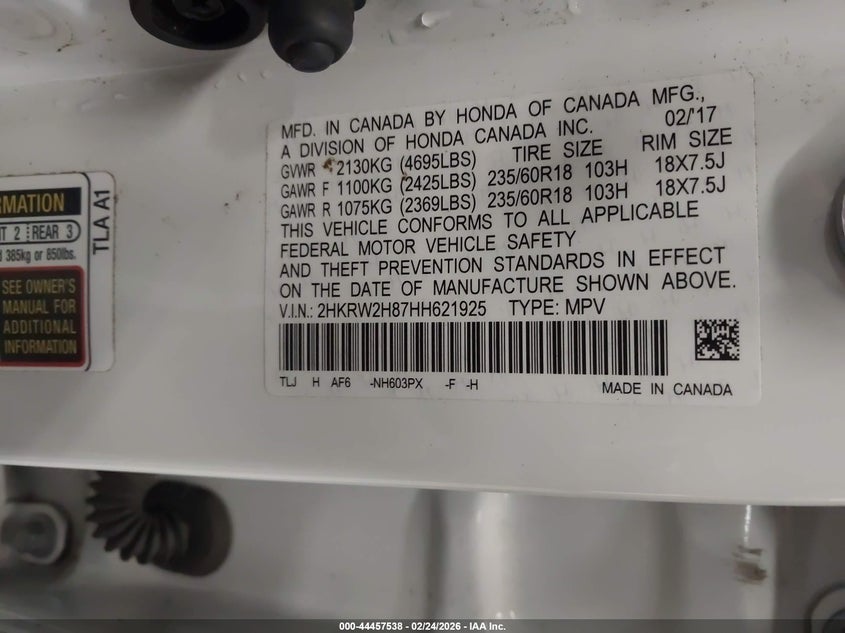 MFD. IN CANADA BY HONDA OF CANADA MFG.,
A DIVISION OF HONDA CANADA INC. 02/'17
GVWR 2130KG (4695LBS) TIRE SIZE RIM SIZE
GAWR F 1100KG (2425LBS) 235/60R18 103H 18X7.5J
GAWR R 1075KG (2369LBS) 235/60R18 103H 18X7.5J
THIS VEHICLE CONFORMS TO ALL APPLICABLE
FEDERAL MOTOR VEHICLE SAFETY
AND THEFT PREVENTION STANDARDS IN EFFECT
ON THE DATE OF MANUFACTURE SHOWN ABOVE.
V.I.N.: 2HKRW2H87HH621925 TYPE: MPV
TLJ H AF6 -NH603PX -F -H
MADE IN CANADA
2 REAR 3
385kg or 850lbs.
SEE OWNER'S
MANUAL FOR
ADDITIONAL
INFORMATION
TLA A1
000-44457538 - 02/24/2026 - IAA Inc.